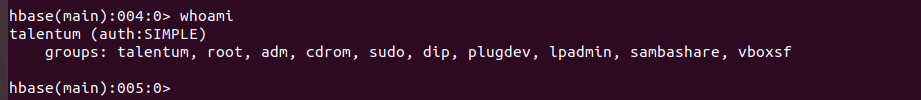 hbase(main):004:0> whoami
talentum (auth:SIMPLE)
    groups: talentum, root, adm, cdrom, sudo, dip, plugdev, lpadmin, sambashare, vboxsf
hbase(main):005:0>